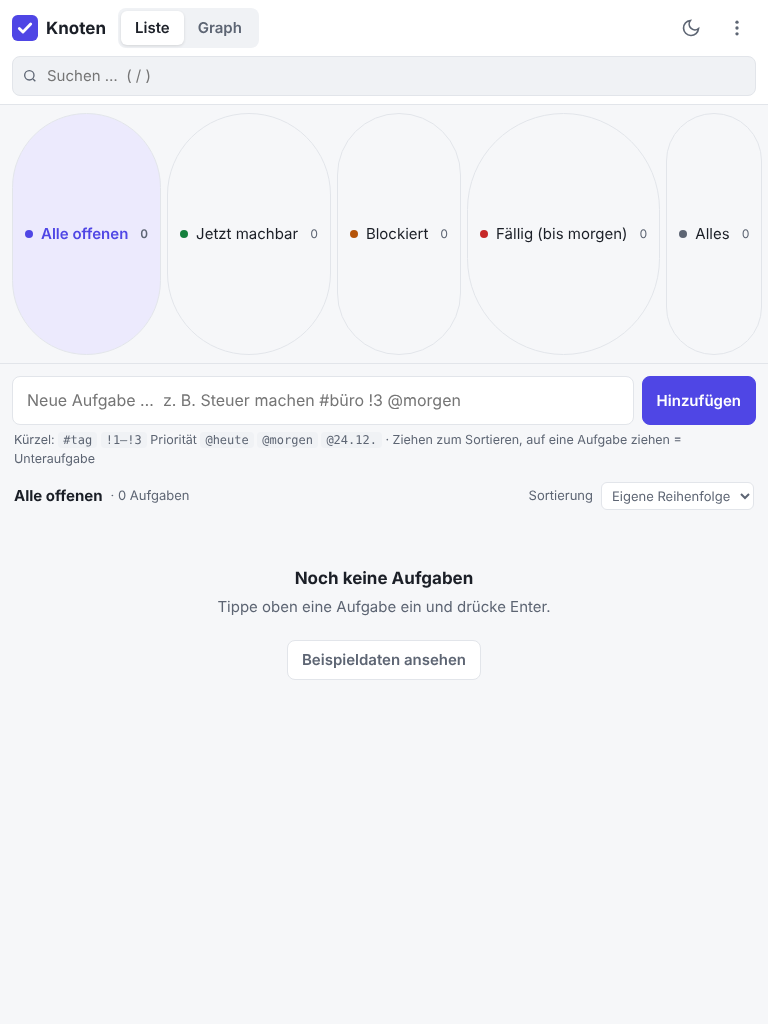 Knoten Liste Graph
Suchen … ( / )
Alle offenen 0 Jetzt machbar 0 Blockiert 0 Fällig (bis morgen) 0 Alles 0
Neue Aufgabe … z. B. Steuer machen #büro !3 @morgen Hinzufügen
Kürzel: #tag !1–!3 Priorität @heute @morgen @24.12. · Ziehen zum Sortieren, auf eine Aufgabe ziehen =
Unteraufgabe
Alle offenen · 0 Aufgaben Sortierung Eigene Reihenfolge
Noch keine Aufgaben
Tippe oben eine Aufgabe ein und drücke Enter.
Beispieldaten ansehen